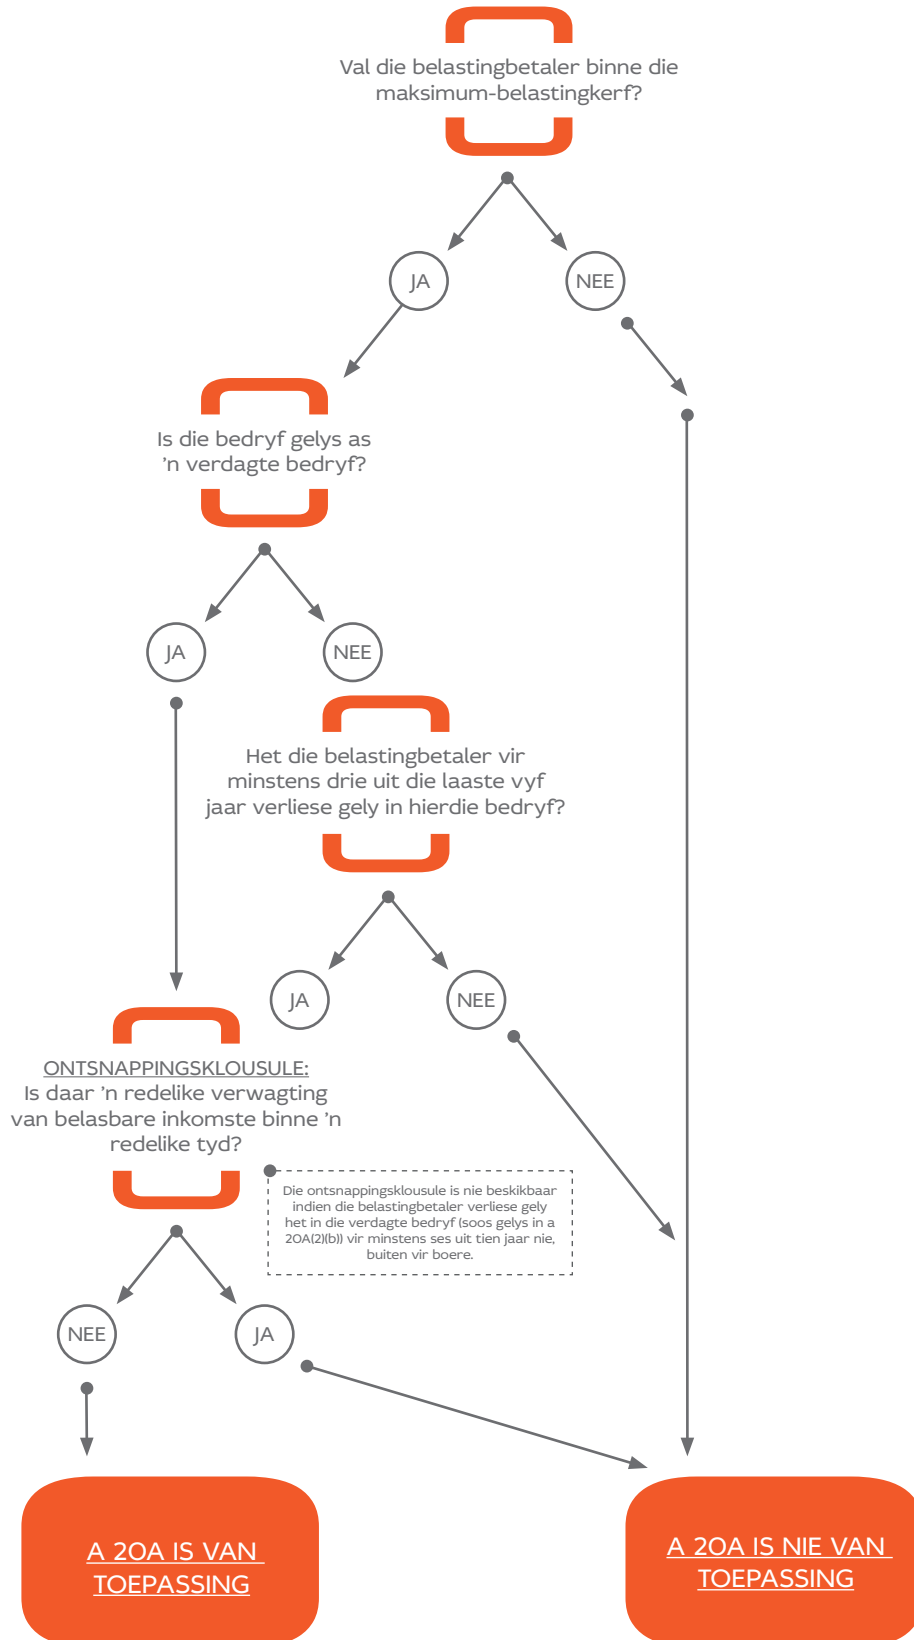 Val die belastingbetaler binne die
maksimum-belastingkerf?
JA
NEE
Is die bedryf gelys as
’n verdagte bedryf?
JA
NEE
Het die belastingbetaler vir
minstens drie uit die laaste vyf
jaar verliese gely in hierdie bedryf?
JA
NEE
ONTSNAPPINGSKLOUSULE:
Is daar ’n redelike verwagting
van belasbare inkomste binne ’n
redelike tyd?
Die ontsnappingsklousule is nie beskikbaar
indien die belastingbetaler verliese gely
het in die verdagte bedryf (soos gelys in a
20A(2)(b)) vir minstens ses uit tien jaar nie,
buiten vir boere.
NEE
JA
A 20A IS VAN
TOEPASSING
A 20A IS NIE VAN
TOEPASSING